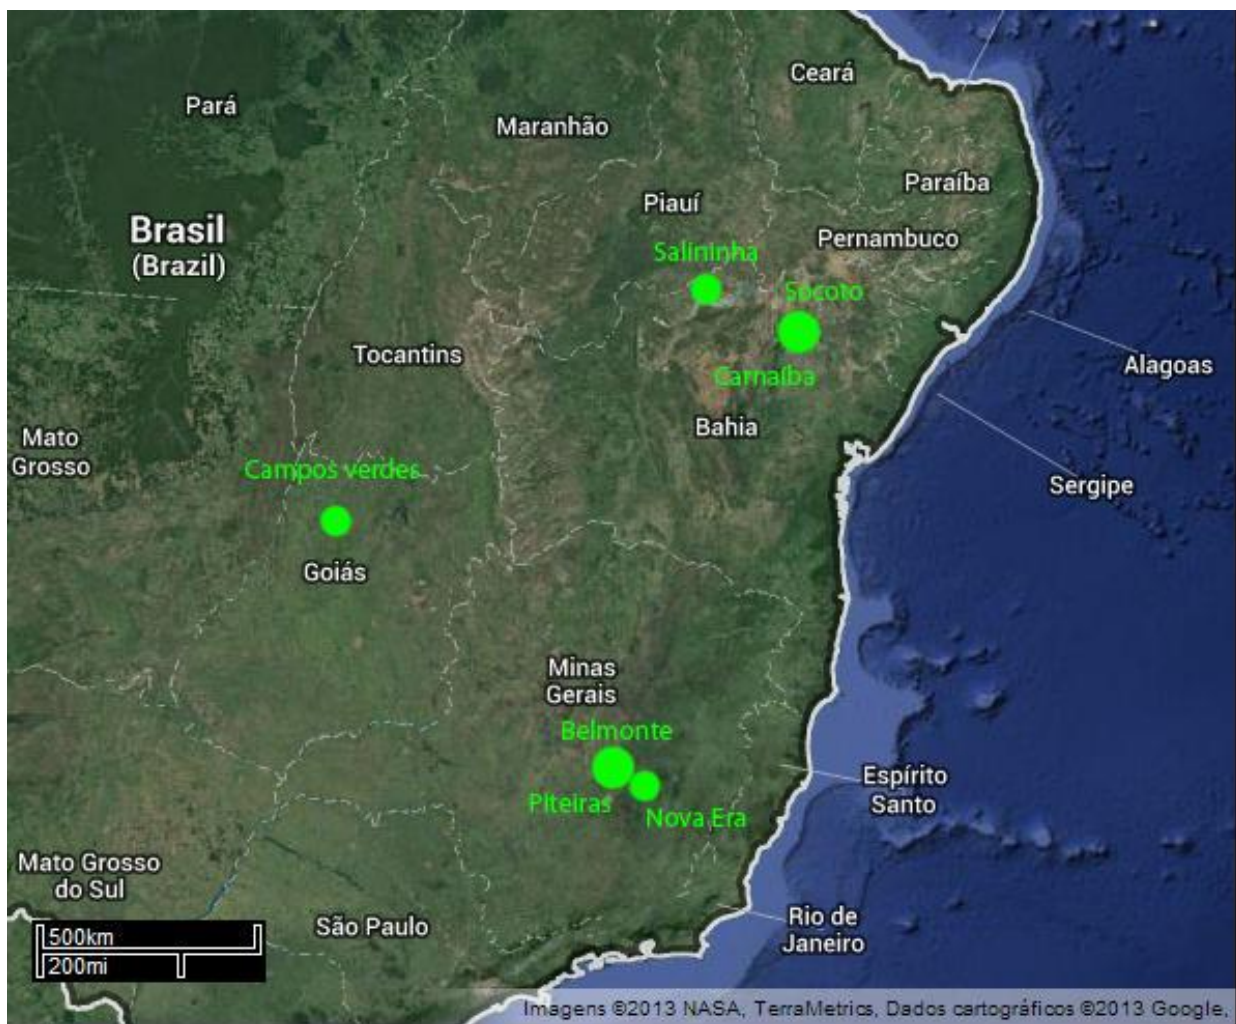 Ceará
Pará
Maranhão
Paraíba
Piauí
Brasil
(Brazil)
Pernambuco
Salininha
Socoto
Tocantins
Alagoas
Carnaíba
Bahia
Mato
Grosso
Campos verdes
Sergipe
Goiás
Minas
Gerais
Belmonte
Espírito
Santo
Piteiras
Nova Era
Mato Grosso
do Sul
São Paulo
Rio de
Janeiro
500km
200mi
Imagens ©2013 NASA, TerraMetrics, Dados cartográficos ©2013 Google,